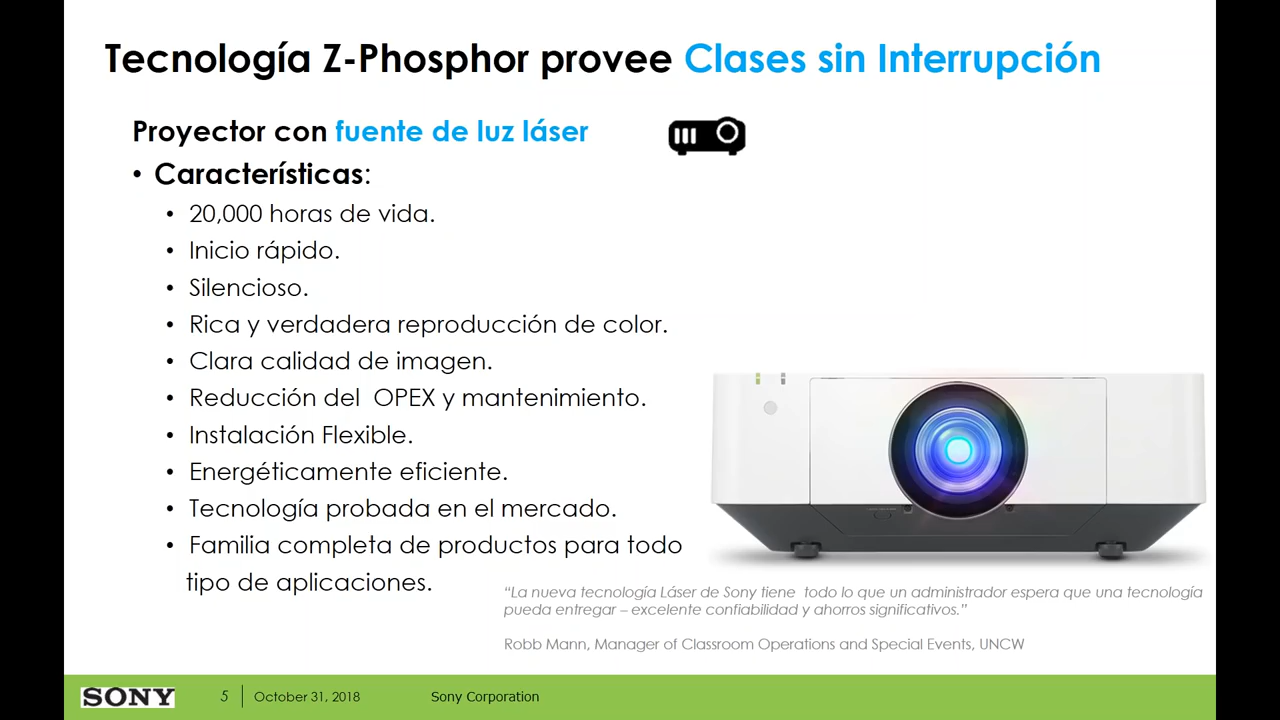 Tecnología Z-Phosphor provee Clases sin Interrupción
Proyector con fuente de luz láser
• Características:
• 20,000 horas de vida.
• Inicio rápido.
• Silencioso.
• Rica y verdadera reproducción de color.
• Clara calidad de imagen.
• Reducción del  OPEX y mantenimiento.
• Instalación Flexible.
• Energéticamente eficiente.
• Tecnología probada en el mercado.
• Familia completa de productos para todo
tipo de aplicaciones.
“La nueva tecnología Láser de Sony tiene  todo lo que un administrador espera que una tecnología
pueda entregar – excelente confiabilidad y ahorros significativos.”
Robb Mann, Manager of Classroom Operations and Special Events, UNCW
SONY 5 October 31, 2018 Sony Corporation